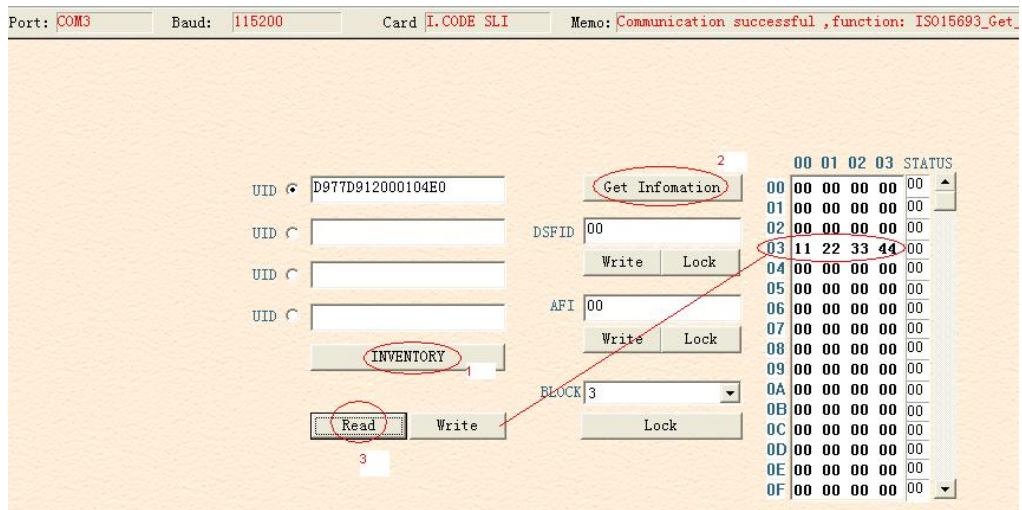 Port: COM3 Baud: 115200 Card I.CODE SLI Memo: Communication successful ,function: ISO15693_Get_
2
00 01 02 03 STATUS
UID D977D912000104E0 Get Infomation 00 00 00 00 00 00
01 00 00 00 00 00
UID DSFID 00 02 00 00 00 00 00
03 11 22 33 44 00
Write Lock
UID 04 00 00 00 00 00
05 00 00 00 00 00
UID AFI 00 06 00 00 00 00 00
07 00 00 00 00 00
Write Lock
08 00 00 00 00 00
INVENTORY
1
09 00 00 00 00 00
BLOCK 3 0A 00 00 00 00 00
0B 00 00 00 00 00
Read Write Lock 0C 00 00 00 00 00
0D 00 00 00 00 00
3
0E 00 00 00 00 00
0F 00 00 00 00 00